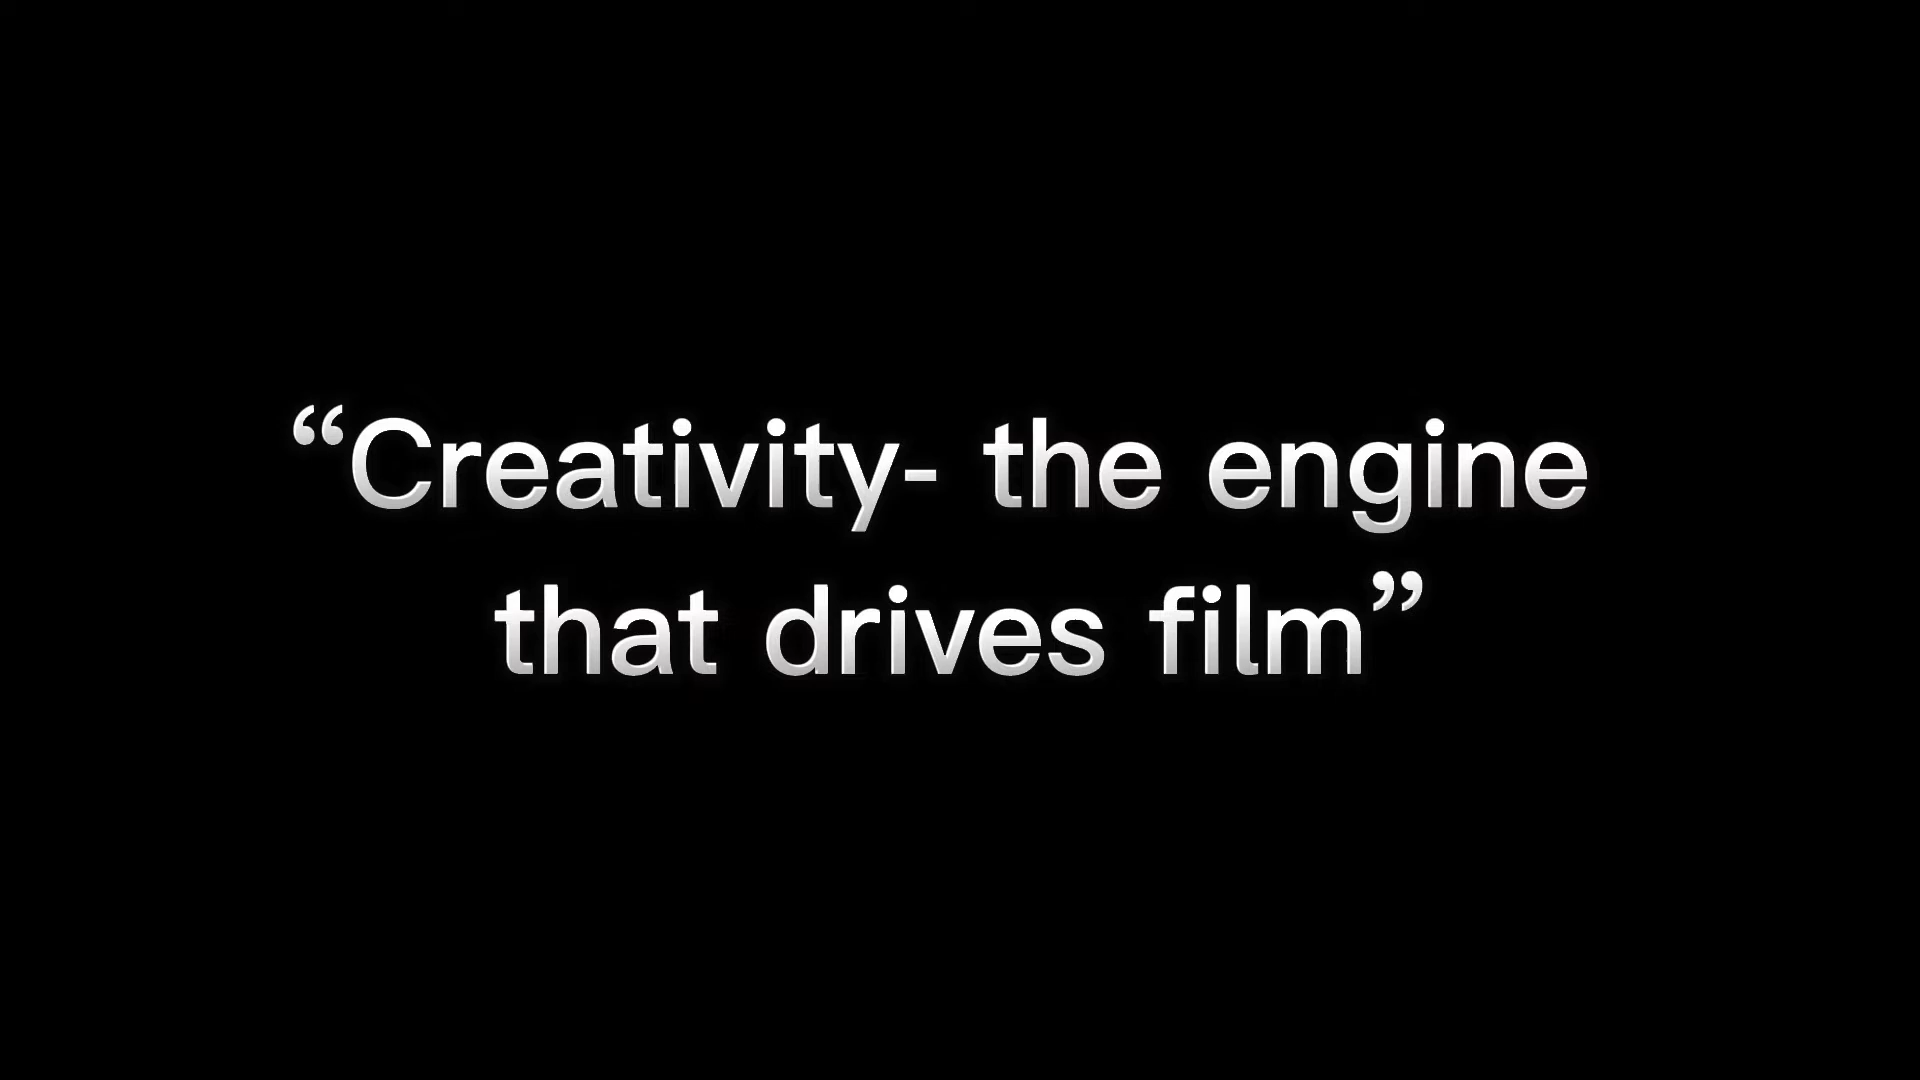 “Creativity- the engine
that drives film”